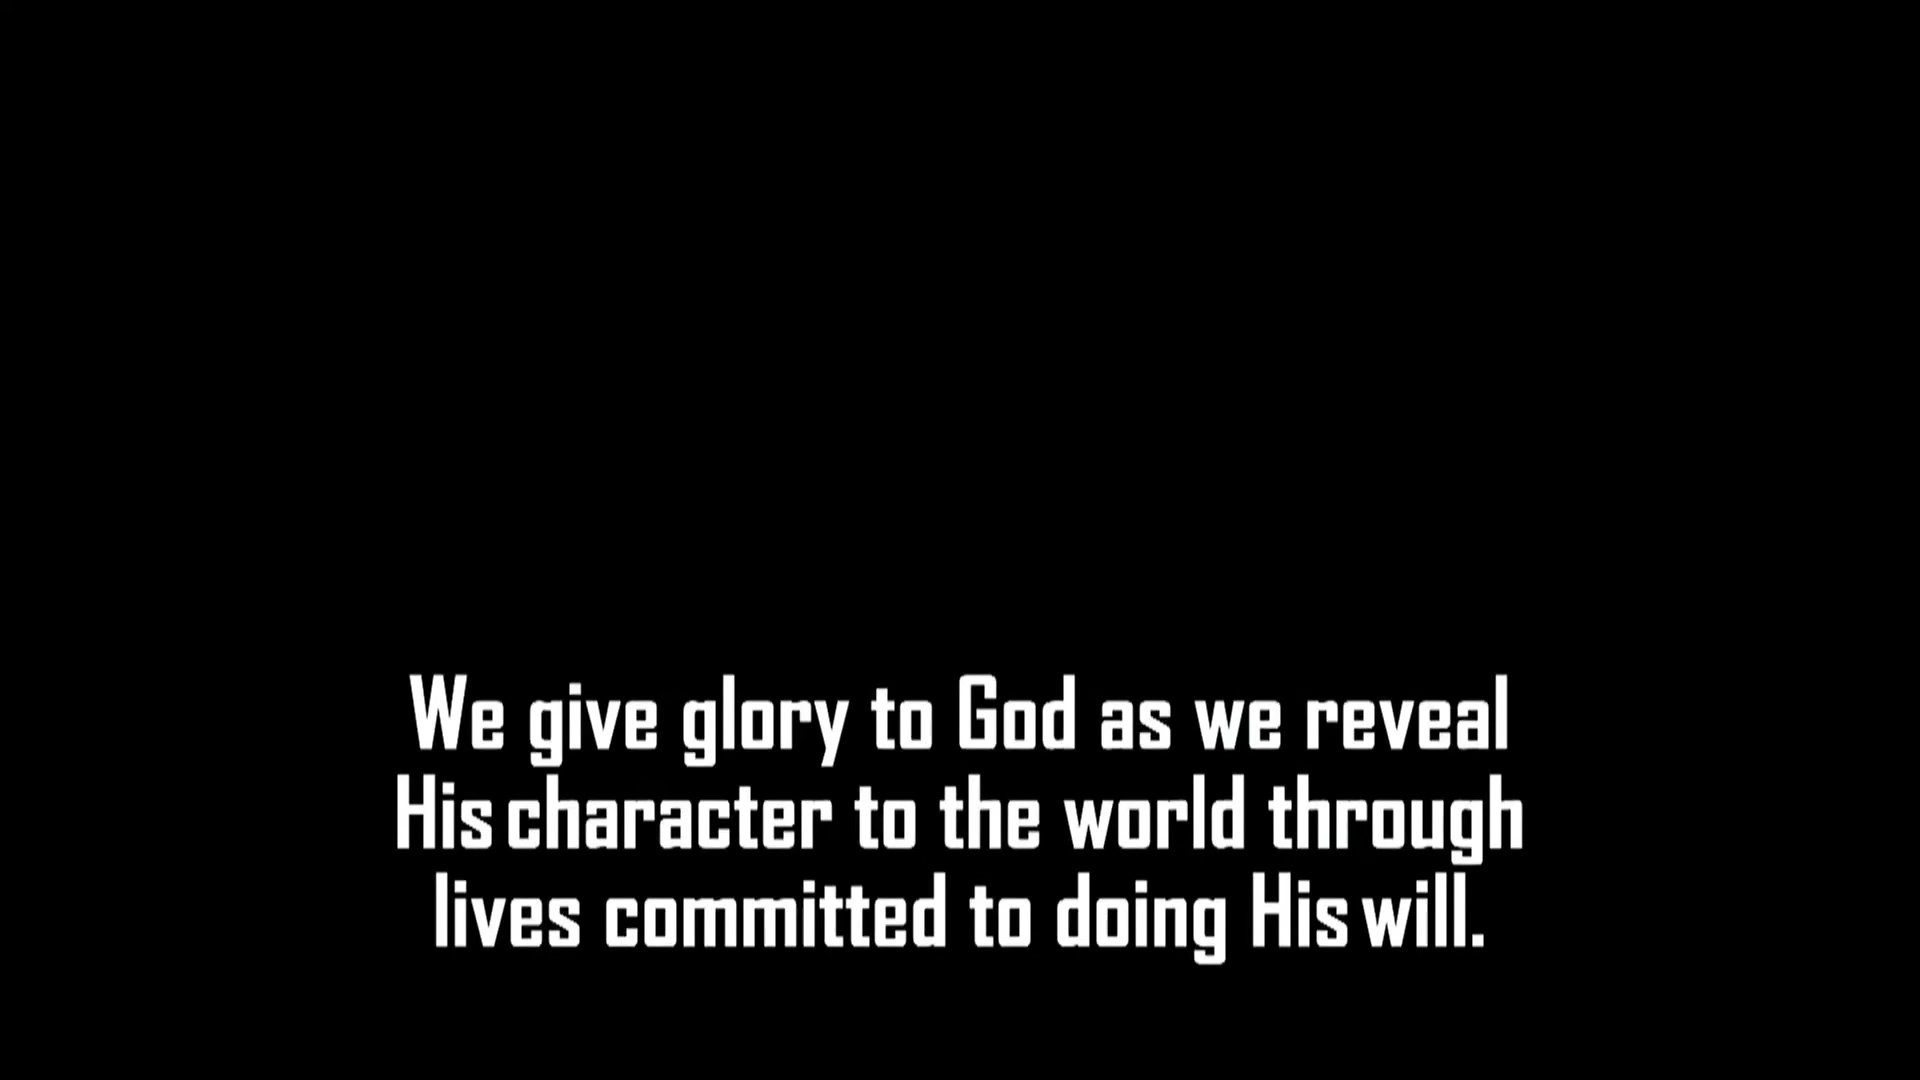 We give glory to God as we reveal
His character to the world through
lives committed to doing His will.